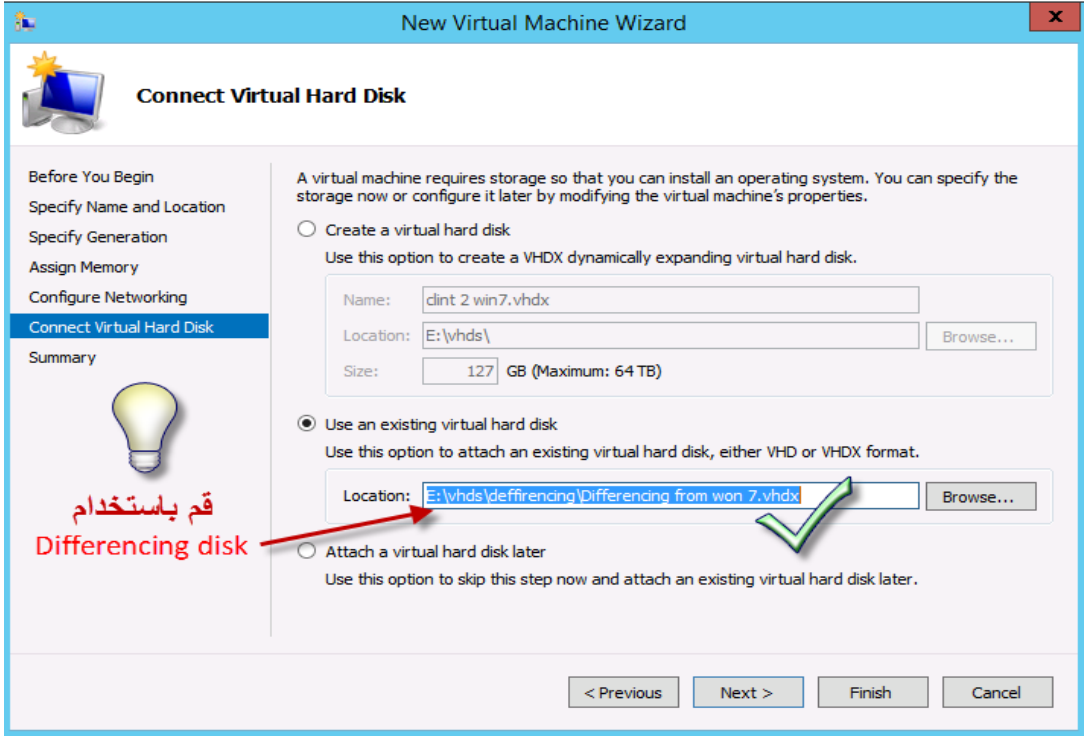 New Virtual Machine Wizard
x
Connect Virtual Hard Disk
Before You Begin
Specify Name and Location
Specify Generation
Assign Memory
Configure Networking
Connect Virtual Hard Disk
Summary
قم باستخدام
Differencing disk
A virtual machine requires storage so that you can install an operating system. You can specify the
storage now or configure it later by modifying the virtual machine's properties.
Create a virtual hard disk
Use this option to create a VHDX dynamically expanding virtual hard disk.
Name: clint 2 win7.vhdx
Location: E:\vhds\ Browse...
Size: 127 GB (Maximum: 64 TB)
Use an existing virtual hard disk
Use this option to attach an existing virtual hard disk, either VHD or VHDX format.
Location: E:\vhds\deffirencing\Differencing from won 7.vhdx Browse...
Attach a virtual hard disk later
Use this option to skip this step now and attach an existing virtual hard disk later.
< Previous Next > Finish Cancel